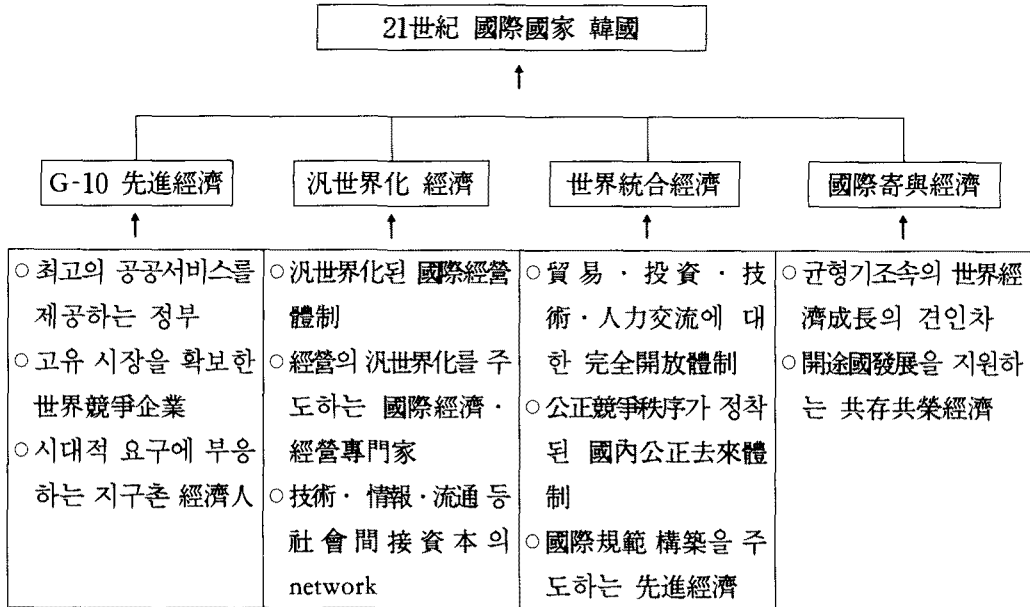 21世紀 國際國家 韓國
G-10 先進經濟
汎世界化 經濟
世界統合經濟
國際寄與經濟
○ 최고의 공공서비스를
제공하는 정부
○ 고유 시장을 확보한
世界競爭企業
○ 시대적 요구에 부응
하는 지구촌 經濟人
○ 汎世界化된 國際經營
體制
○ 經營의 汎世界化를 주
도하는 國際經濟·
經營專門家
○ 技術· 情報·流通 등
社會間接資本의
network
○ 貿易·投資·技
術·人力交流에 대
한 完全開放體制
○ 公正競爭秩序가 정착
된 國內公正去來體
制
○ 國際規範 構築을 주
도하는 先進經濟
○ 균형기조속의 世界經
濟成長의 견인차
○ 開途國發展을 지원하
는 共存共榮經濟